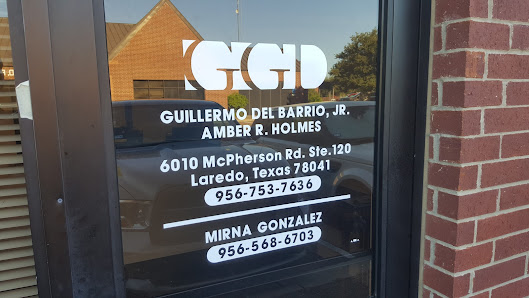 GUILLERMO DEL BARRIO, JR.
AMBER R. HOLMES
6010 McPherson Rd. Ste.120
Laredo, Texas 78041
956-753-7636
MIRNA GONZALEZ
956-568-6703